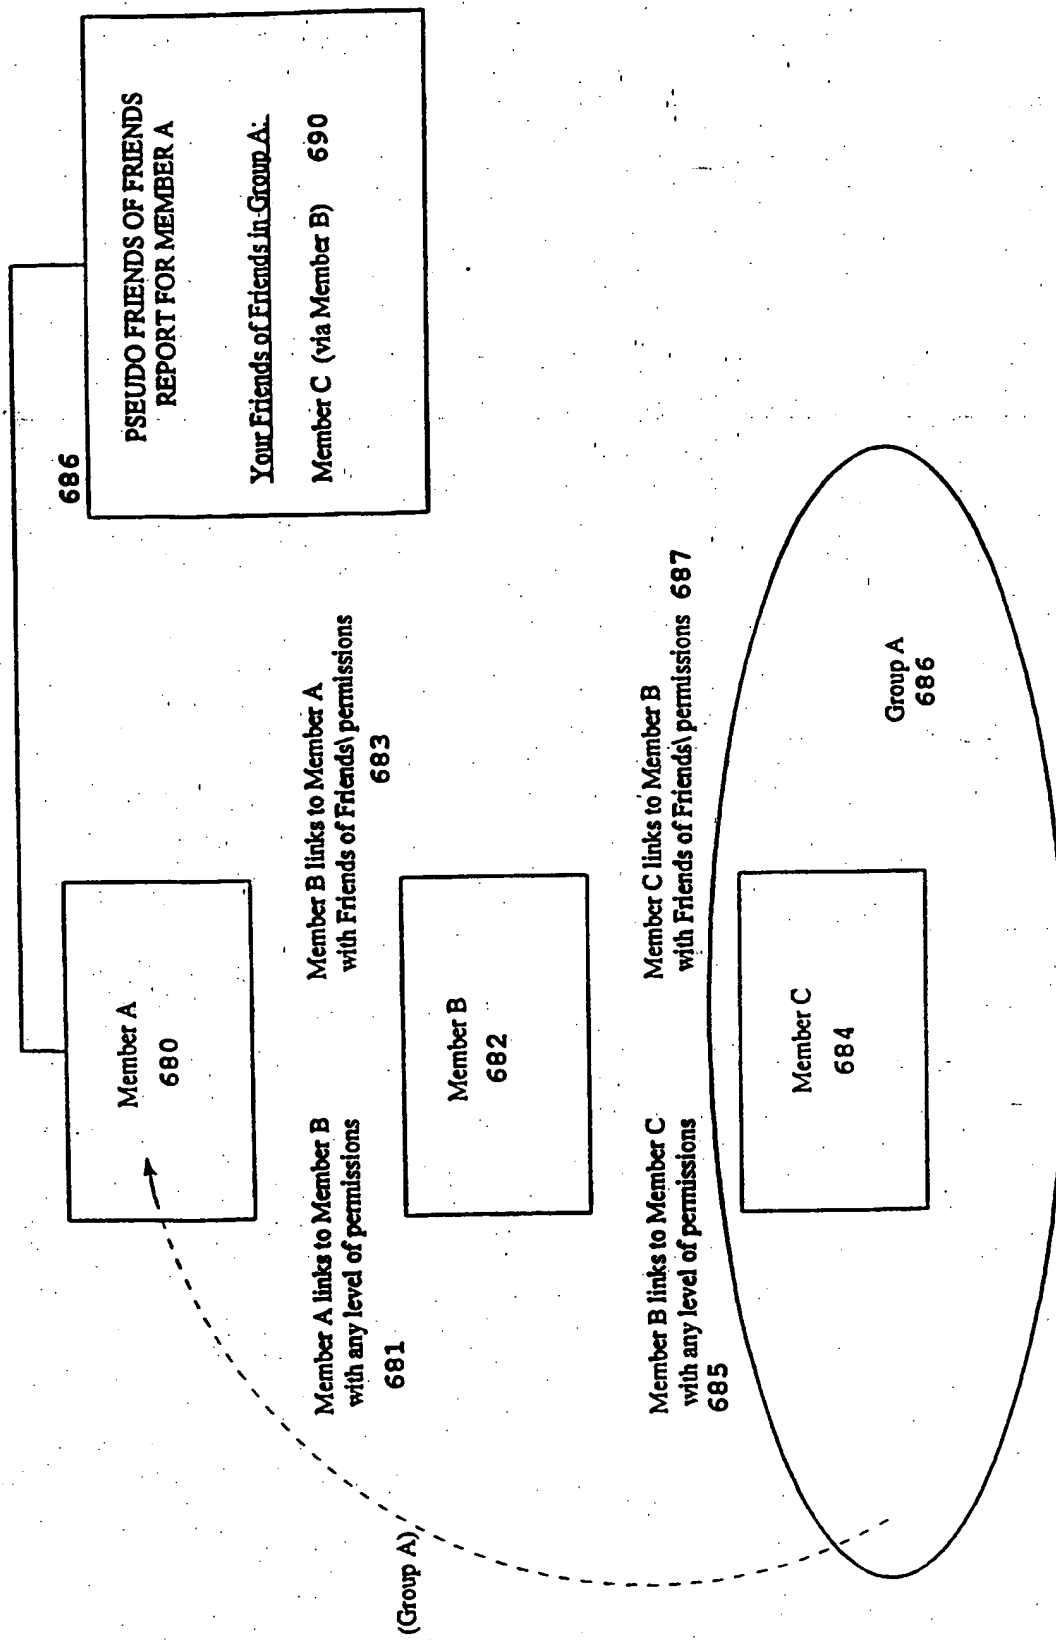 686
PSEUDO FRIENDS OF FRIENDS
REPORT FOR MEMBER A
Your Friends of Friends in Group A:
Member C (via Member B) 690
Member A
680
Member A links to Member B
with any level of permissions
681
Member B links to Member A
with Friends of Friends\ permissions
683
(Group A)
Member B
682
Member B links to Member C
with any level of permissions
685
Member C links to Member B
with Friends of Friends\ permissions 687
Member C
684
Group A
686